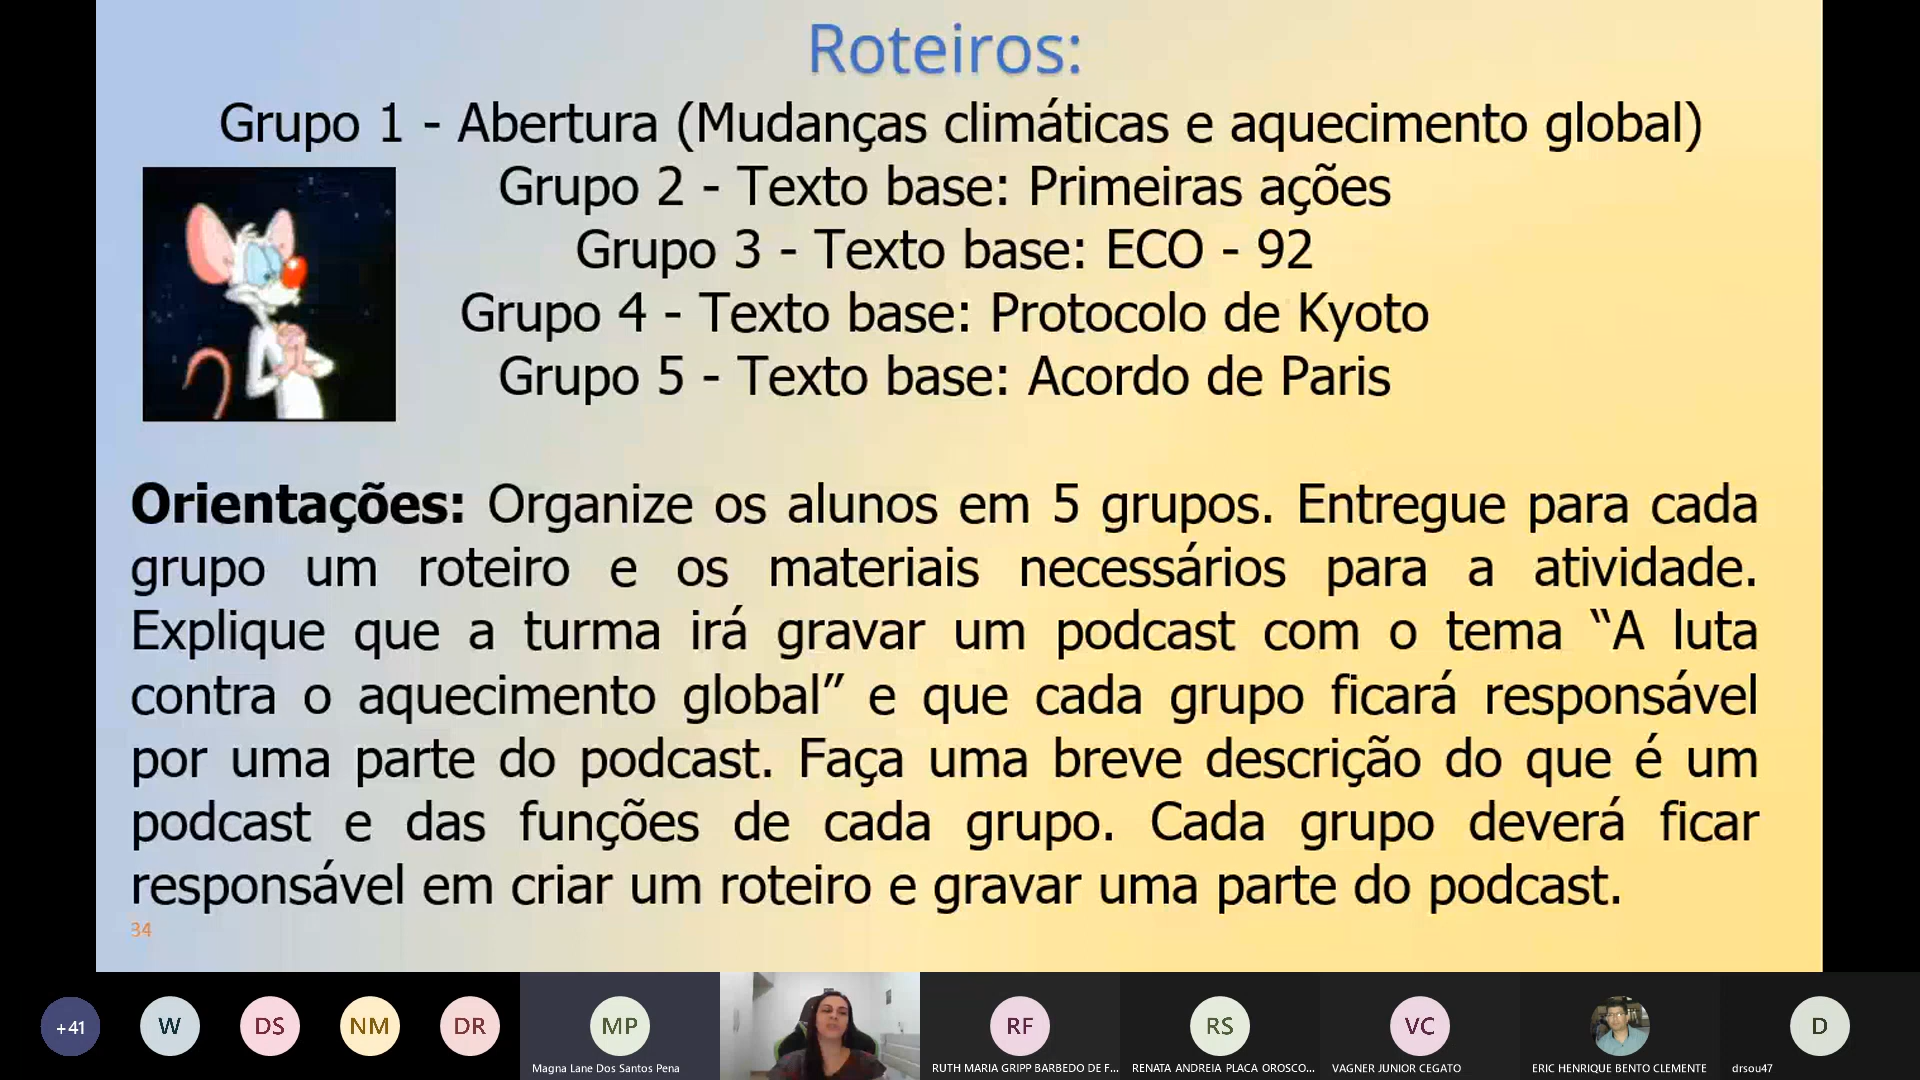 Roteiros:
Grupo 1 - Abertura (Mudanças climáticas e aquecimento global)
Grupo 2 - Texto base: Primeiras ações
Grupo 3 - Texto base: ECO - 92
Grupo 4 - Texto base: Protocolo de Kyoto
Grupo 5 - Texto base: Acordo de Paris
Orientações: Organize os alunos em 5 grupos. Entregue para cada
grupo um roteiro e os materiais necessários para a atividade.
Explique que a turma irá gravar um podcast com o tema “A luta
contra o aquecimento global” e que cada grupo ficará responsável
por uma parte do podcast. Faça uma breve descrição do que é um
podcast e das funções de cada grupo. Cada grupo deverá ficar
responsável em criar um roteiro e gravar uma parte do podcast.
34
+41
W
DS
NM
DR
MP
RF
RS
VC
D
Magna Lane Dos Santos Pena
RUTH MARIA GRIPP BARBEDO DE F...
RENATA ANDREIA PLACA OROSCO...
VAGNER JUNIOR CEGATO
ERIC HENRIQUE BENTO CLEMENTE
drsou47